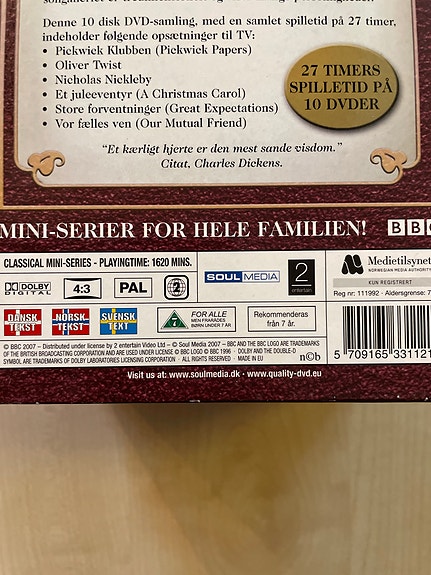 Denne 10 disk DVD-samling, med en samlet spilletid på 27 timer,
indeholder følgende opsætninger til TV:
• Pickwick Klubben (Pickwick Papers)
• Oliver Twist
• Nicholas Nickleby
• Et juleeventyr (A Christmas Carol)
• Store forventninger (Great Expectations)
• Vor fælles ven (Our Mutual Friend)
27 TIMERS
SPILLETID PÅ
10 DVDER
"Et kærligt hjerte er den mest sande visdom."
Citat, Charles Dickens.
MINI-SERIER FOR HELE FAMILIEN! BBC
CLASSICAL MINI-SERIES - PLAYINGTIME: 1620 MINS.
DOLBY
DIGITAL
4:3
PAL
2
SOUL MEDIA
2
entertain
Medietilsynet
NORWEGIAN MEDIA AUTHORITY
KUN REGISTRERT
Reg nr: 111992 - Aldersgrense: 7
DANSK
TEKST
NORSK
TEKST
SVENSK
TEXT
7
FOR ALLE
MEN FRARÅDES
BØRN UNDER 7 ÅR
Rekommenderas
från 7 år.
5 709165 331121
© BBC 2007 – Distributed under license by 2 entertain Video Ltd – © Soul Media 2007 – BBC AND THE BBC LOGO ARE TRADEMARKS
OF THE BRITISH BROADCASTING CORPORATION AND ARE USED UNDER LICENSE © BBC LOGO © BBC 1996 · DOLBY AND THE DOUBLE-D
SYMBOL ARE TRADEMARKS OF DOLBY LABORATORIES LICENSING CORPORATION. · ALL RIGHTS RESERVED · MADE IN EU
n©b
Visit us at: www.soulmedia.dk · www.quality-dvd.eu